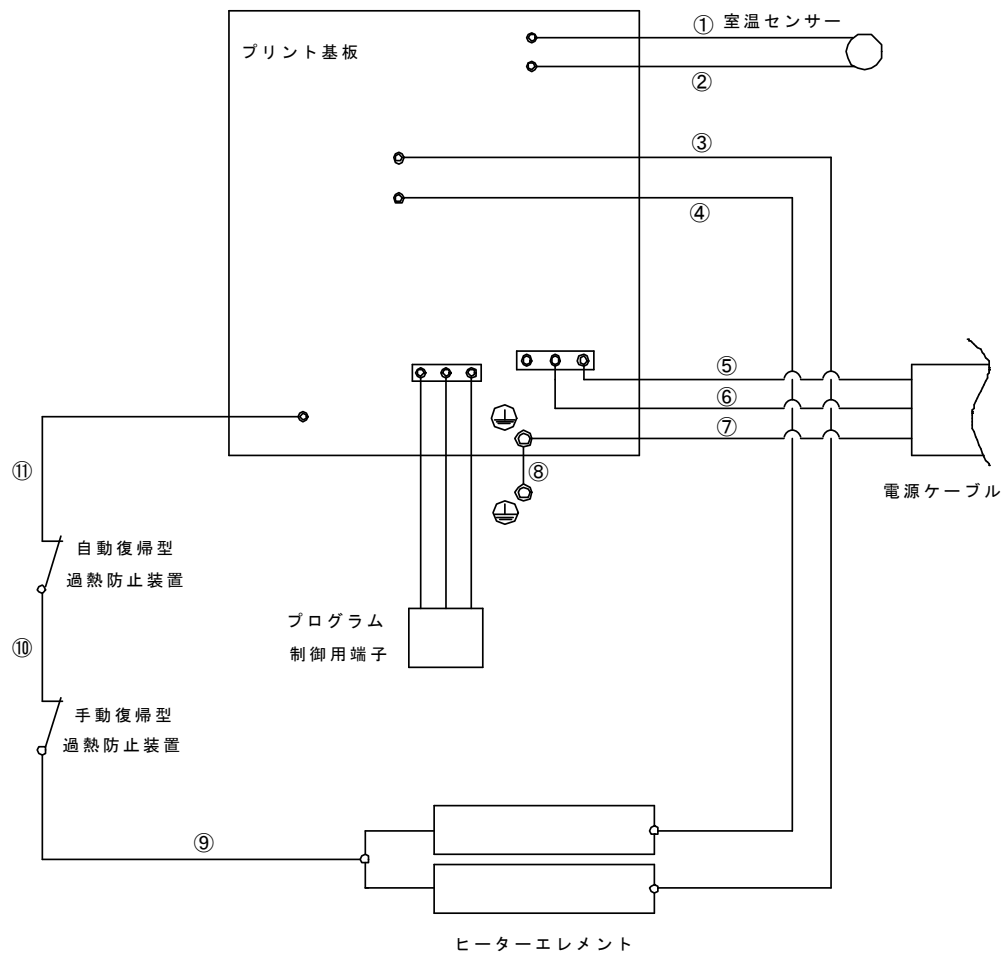 ① 室温センサー
プリント基板
②
③
④
⑤
⑥
⑦
⑧
電源ケーブル
⑪
自動復帰型
過熱防止装置
プログラム
制御用端子
⑩
手動復帰型
過熱防止装置
⑨
ヒーターエレメント